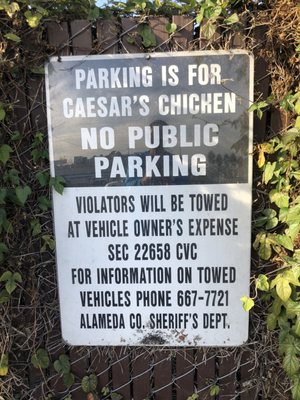 PARKING IS FOR
CAESAR'S CHICKEN
NO PUBLIC
PARKING
VIOLATORS WILL BE TOWED
AT VEHICLE OWNER'S EXPENSE
SEC 22658 CVC
FOR INFORMATION ON TOWED
VEHICLES PHONE 667-7721
ALAMEDA CO. SHERIFF'S DEPT.